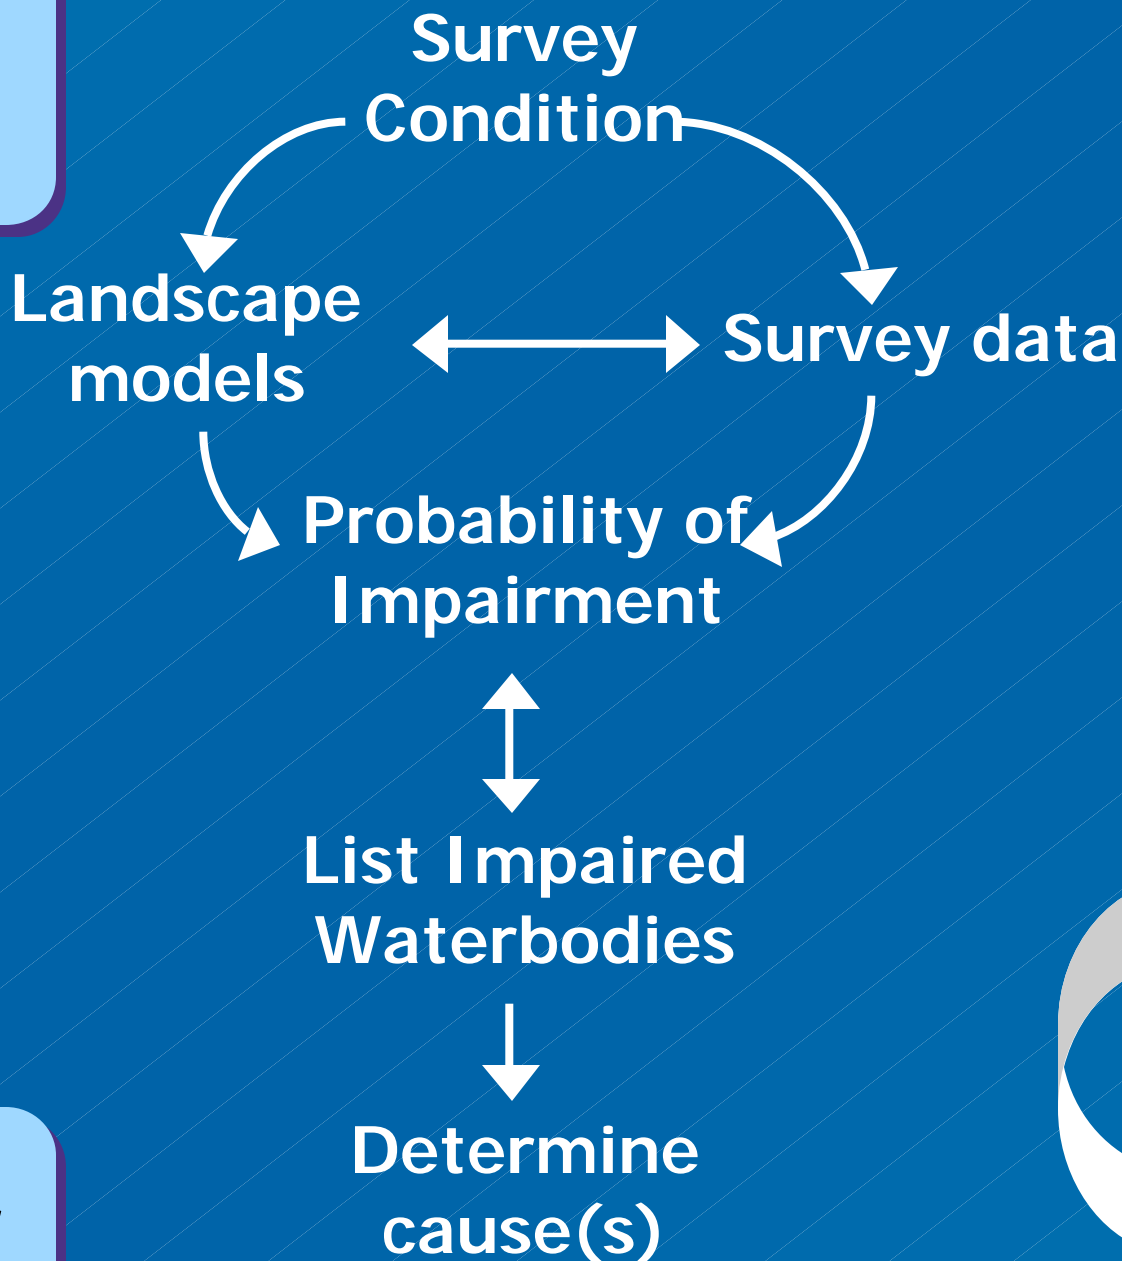 Survey
Condition
Landscape
models
Survey data
Probability of
Impairment
List Impaired
Waterbodies
Determine
cause(s)